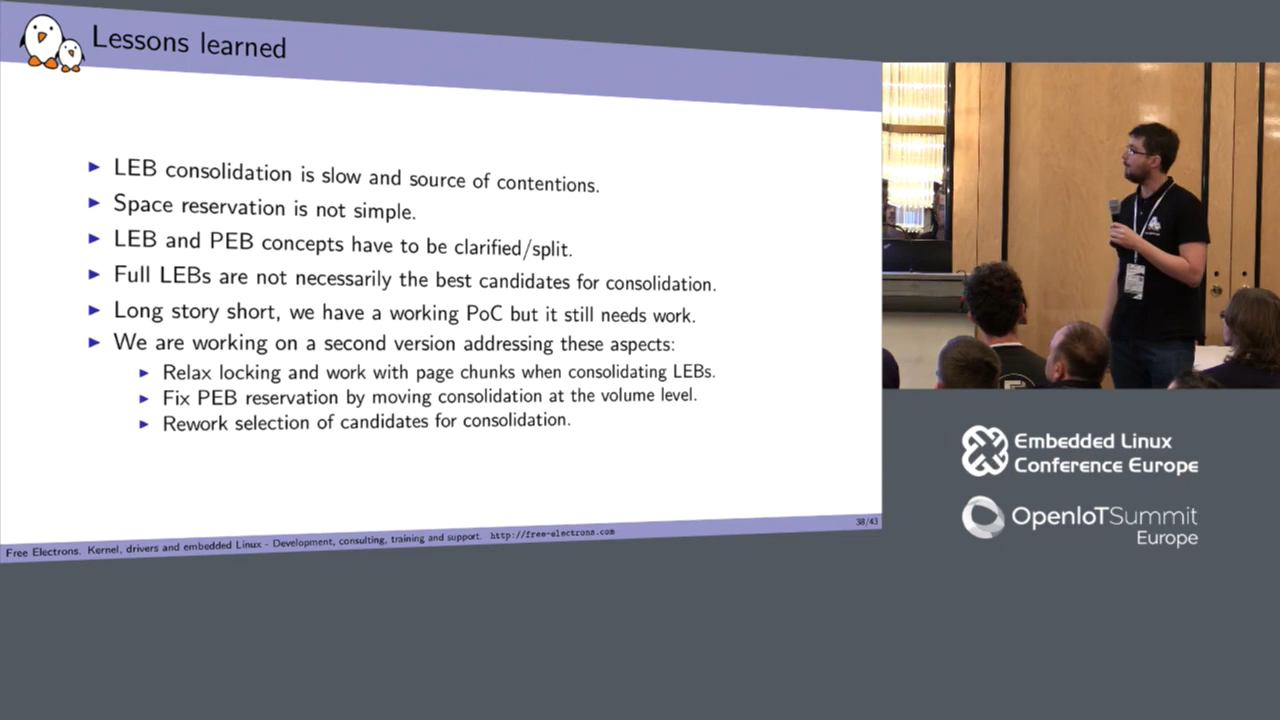 Lessons learned
LEB consolidation is slow and source of contentions.
Space reservation is not simple.
LEB and PEB concepts have to be clarified/split.
Full LEBs are not necessarily the best candidates for consolidation.
Long story short, we have a working PoC but it still needs work.
We are working on a second version addressing these aspects:
Relax locking and work with page chunks when consolidating LEBs.
Fix PEB reservation by moving consolidation at the volume level.
Rework selection of candidates for consolidation.
Free Electrons. Kernel, drivers and embedded Linux - Development, consulting, training and support. http://free-electrons.com
38/43
Embedded Linux
Conference Europe
OpenIoTSummit
Europe